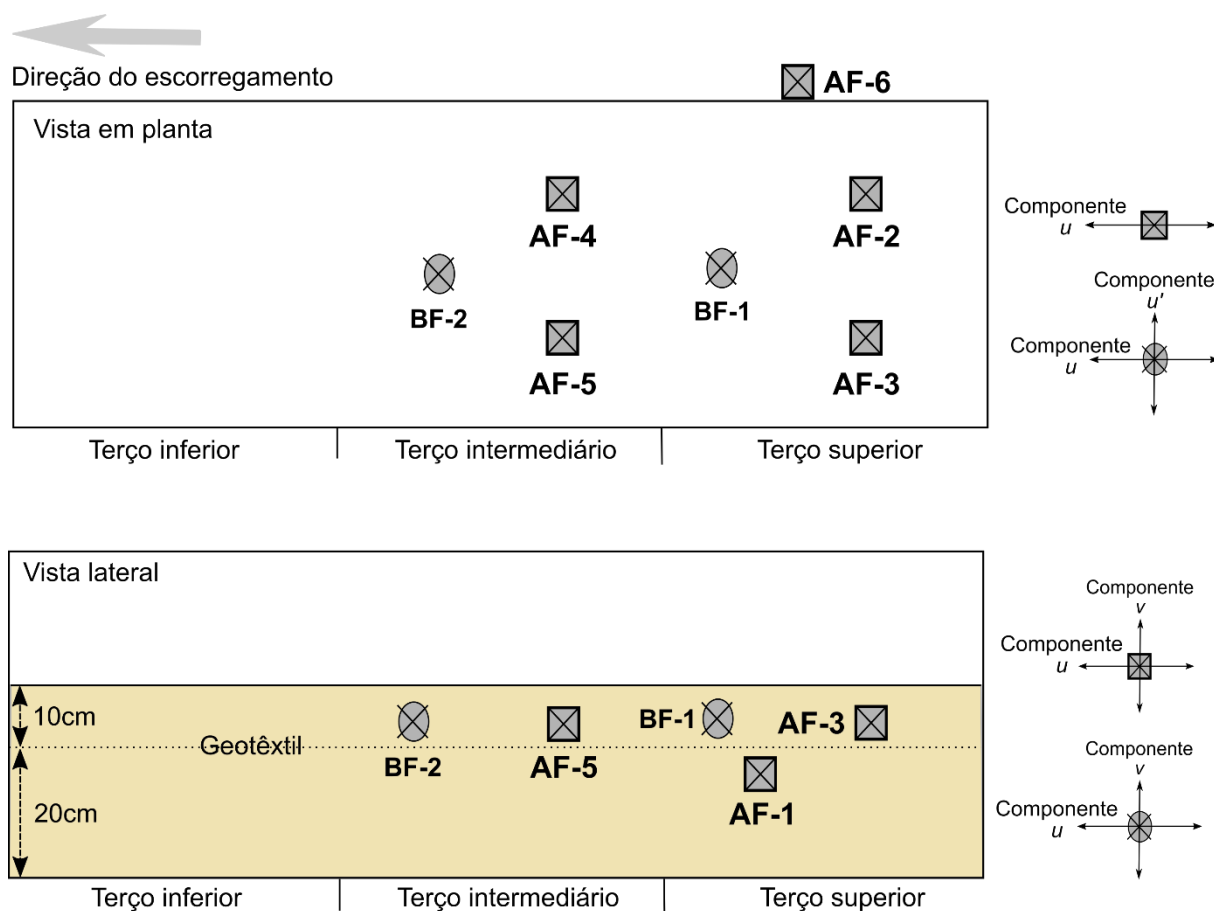 Direção do escorregamento
AF-6
Vista em planta
AF-4
AF-2
BF-2
BF-1
AF-5
AF-3
Terço inferior
Terço intermediário
Terço superior
Componente
u
Componente
u'
Componente
u
Vista lateral
10cm
Geotêxtil
BF-2
AF-5
BF-1
AF-3
AF-1
20cm
Terço inferior
Terço intermediário
Terço superior
Componente
v
Componente
u
Componente
v
Componente
u